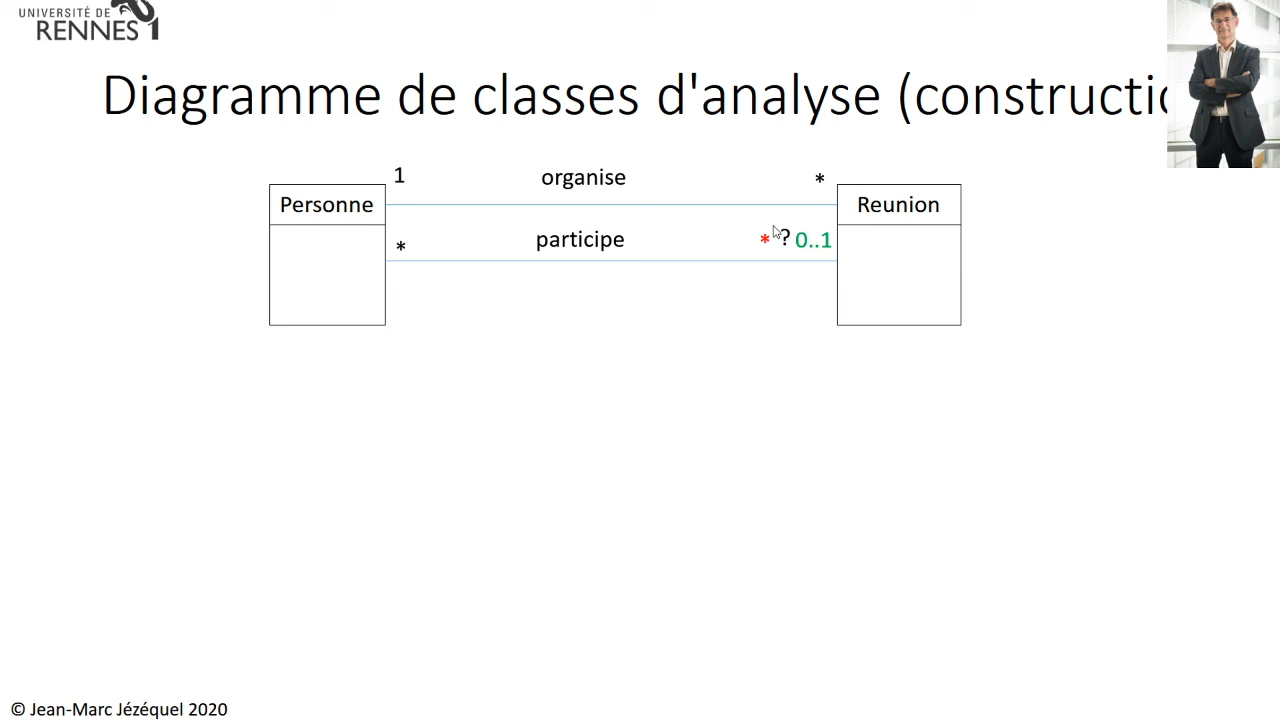 UNIVERSITÉ DE
RENNES 1
Diagramme de classes d'analyse (constructi
1 organise *
Personne Reunion
* participe * ? 0..1
© Jean-Marc Jézéquel 2020